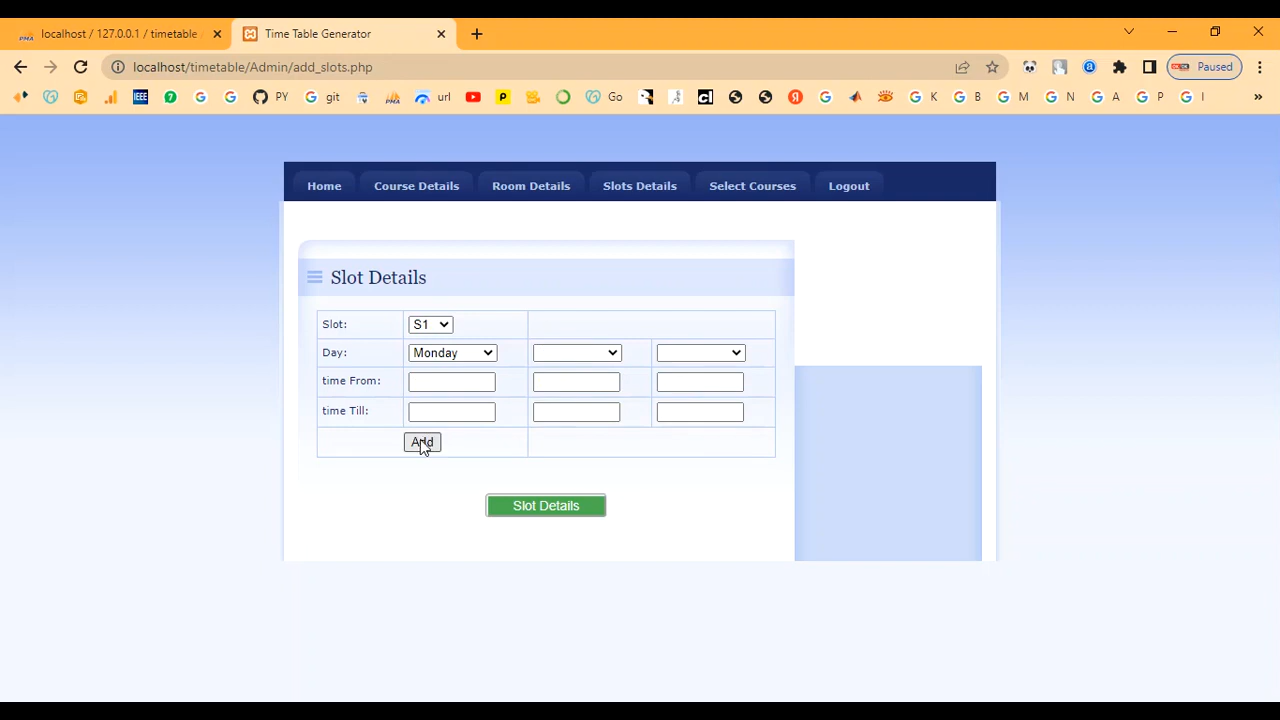 localhost / 127.0.0.1 / timetable
Time Table Generator
localhost/timetable/Admin/add_slots.php
Paused
IEEE
PY
git
url
Go
K
B
M
N
A
P
I
Home
Course Details
Room Details
Slots Details
Select Courses
Logout
Slot Details
Slot: S1
Day: Monday
time From:
time Till:
Add
Slot Details